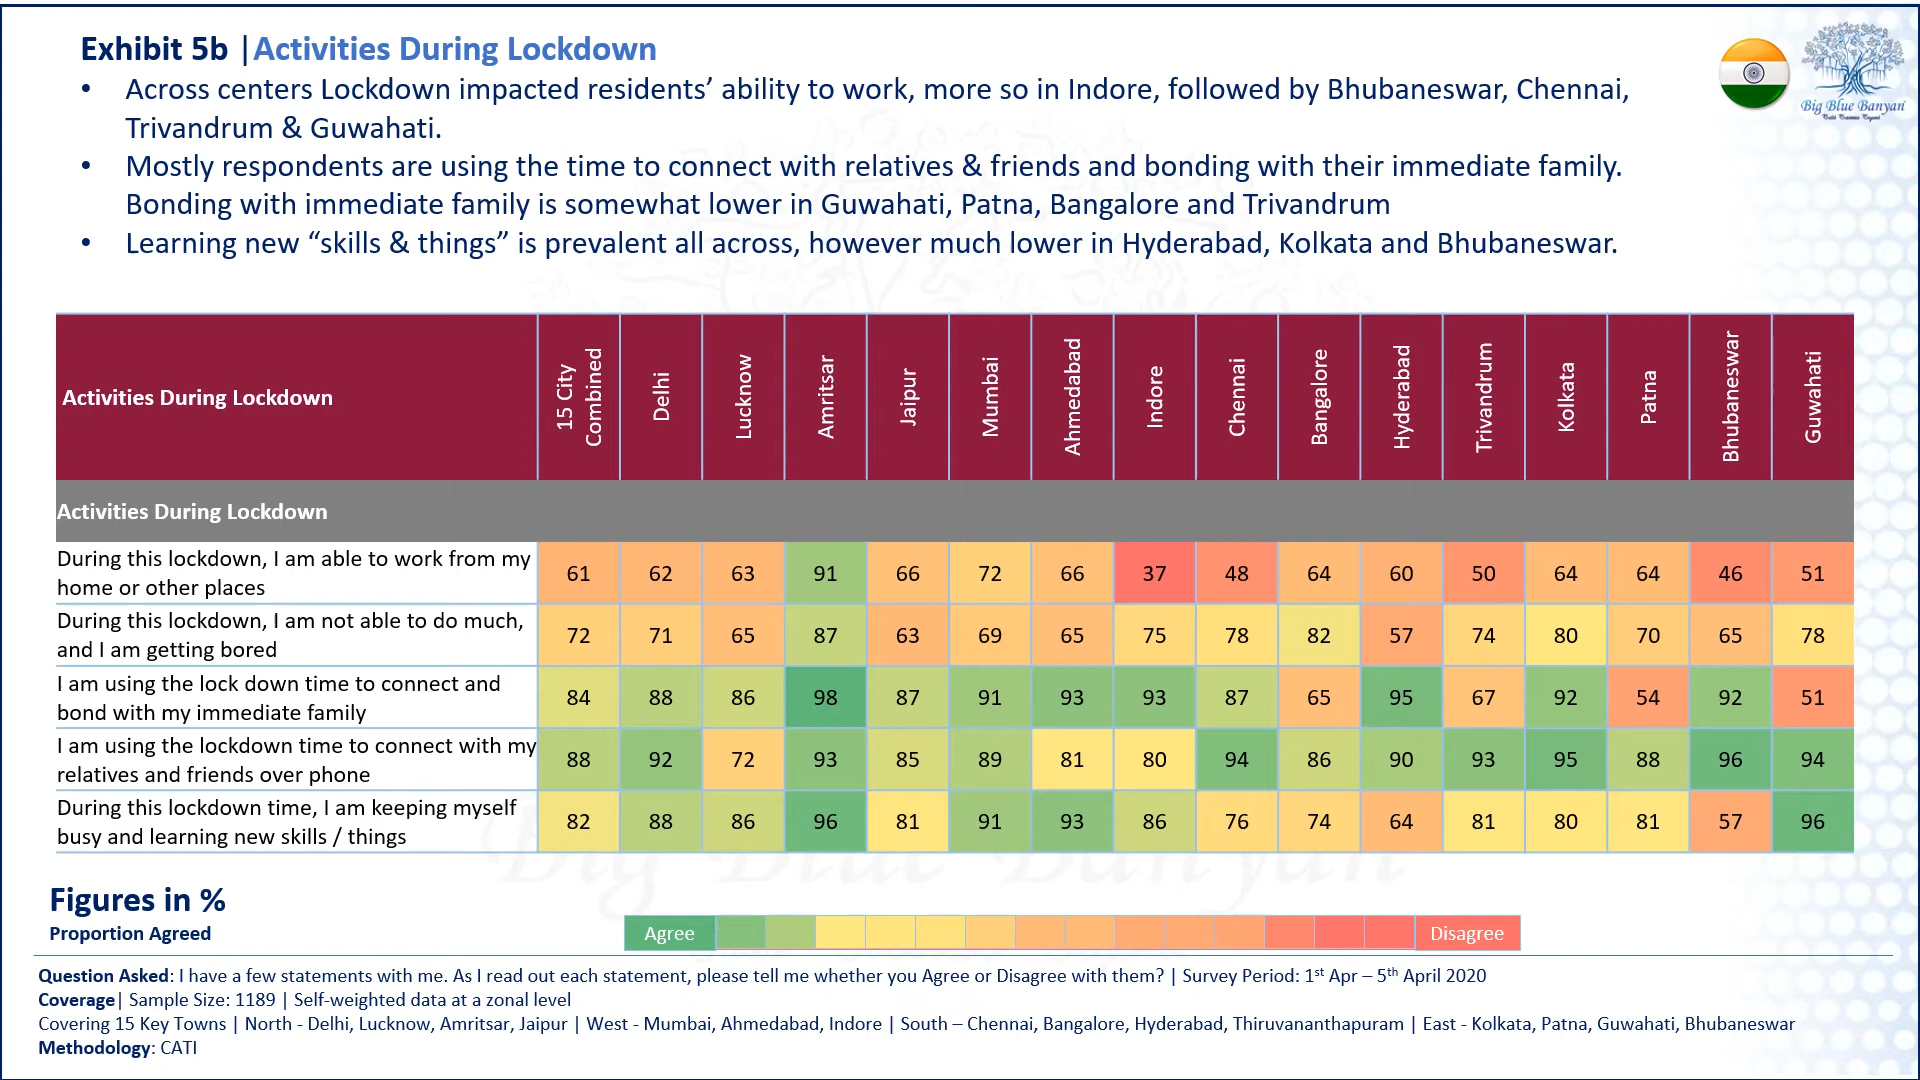 Exhibit 5b |Activities During Lockdown
• Across centers Lockdown impacted residents’ ability to work, more so in Indore, followed by Bhubaneswar, Chennai,
Trivandrum & Guwahati.
• Mostly respondents are using the time to connect with relatives & friends and bonding with their immediate family.
Bonding with immediate family is somewhat lower in Guwahati, Patna, Bangalore and Trivandrum
• Learning new “skills & things” is prevalent all across, however much lower in Hyderabad, Kolkata and Bhubaneswar.
Big Blue Banyan
Activities During Lockdown
15 City
Combined
Delhi
Lucknow
Amritsar
Jaipur
Mumbai
Ahmedabad
Indore
Chennai
Bangalore
Hyderabad
Trivandrum
Kolkata
Patna
Bhubaneswar
Guwahati
Activities During Lockdown
During this lockdown, I am able to work from my
home or other places
61 62 63 91 66 72 66 37 48 64 60 50 64 64 46 51
During this lockdown, I am not able to do much,
and I am getting bored
72 71 65 87 63 69 65 75 78 82 57 74 80 70 65 78
I am using the lock down time to connect and
bond with my immediate family
84 88 86 98 87 91 93 93 87 65 95 67 92 54 92 51
I am using the lockdown time to connect with my
relatives and friends over phone
88 92 72 93 85 89 81 80 94 86 90 93 95 88 96 94
During this lockdown time, I am keeping myself
busy and learning new skills / things
82 88 86 96 81 91 93 86 76 74 64 81 80 81 57 96
Big Blue Banyan
Figures in %
Proportion Agreed
Agree
Disagree
Question Asked: I have a few statements with me. As I read out each statement, please tell me whether you Agree or Disagree with them? | Survey Period: 1st Apr – 5th April 2020
Coverage| Sample Size: 1189 | Self-weighted data at a zonal level
Covering 15 Key Towns | North - Delhi, Lucknow, Amritsar, Jaipur | West - Mumbai, Ahmedabad, Indore | South – Chennai, Bangalore, Hyderabad, Thiruvananthapuram | East - Kolkata, Patna, Guwahati, Bhubaneswar
Methodology: CATI